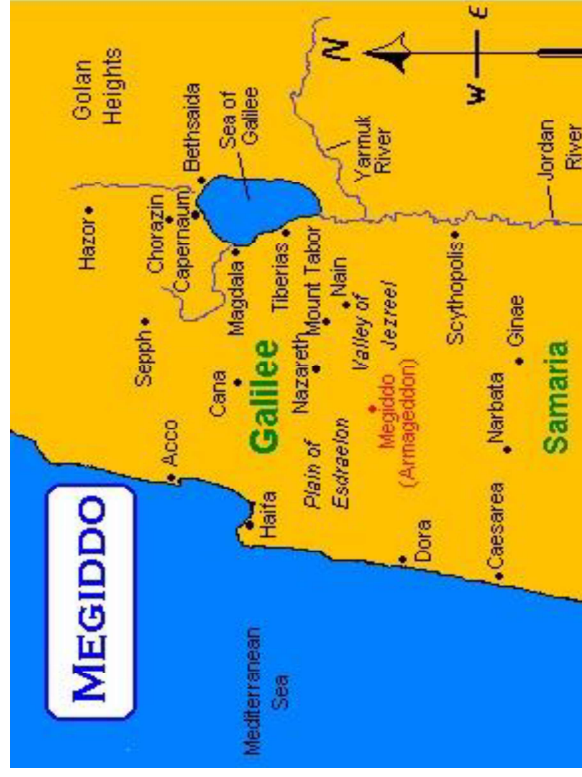 MEGIDDO
Mediterranean
Sea
Acco
Haifa
Dora
Caesarea
Sepph
Cana
Galilee
Nazareth
Plain of
Esdraelon
Megiddo
(Armageddon)
Narbata
Samaria
Hazor
Chorazin
Capernaum
Magdala
Tiberias
Mount Tabor
Nain
Valley of
Jezreel
Scythopolis
Ginae
Golan
Heights
Bethsaida
Sea of
Galilee
Yarmuk
River
Jordan
River
N
W
E